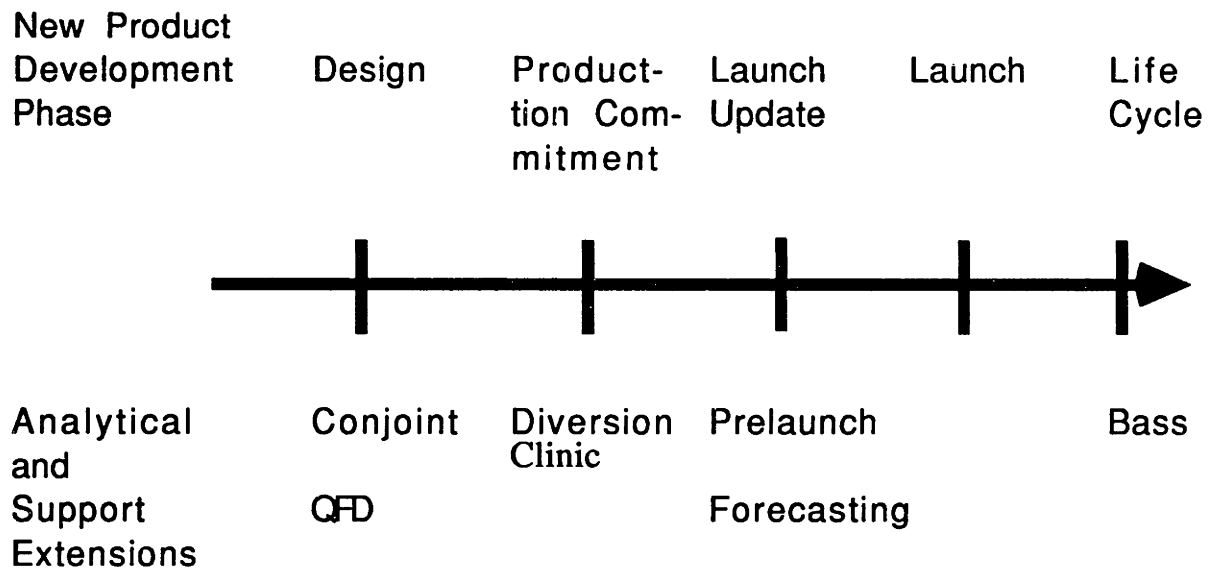 New Product
Development Design Product- Launch Launch Life
Phase tion Com- Update Cycle
mitment
Analytical Conjoint Diversion Prelaunch Bass
and Clinic
Support QFD Forecasting
Extensions